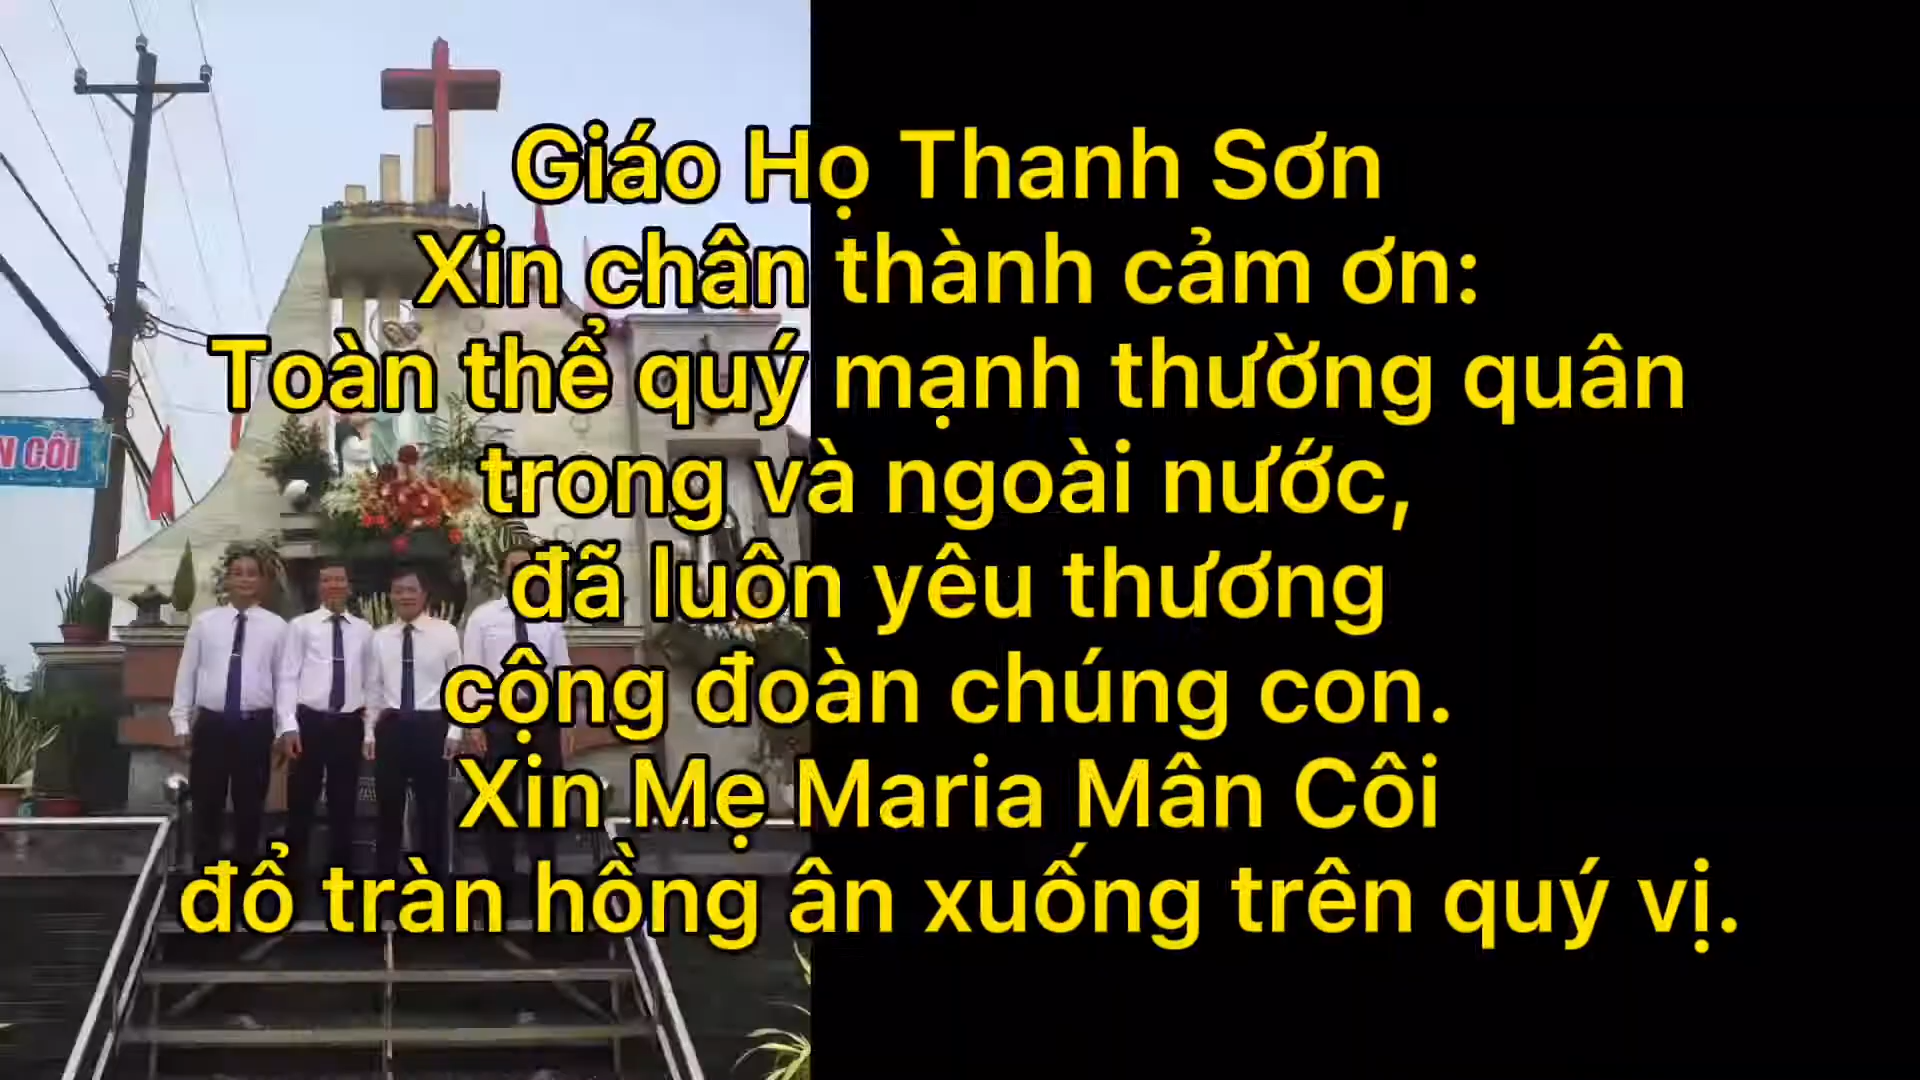 Giáo Họ Thanh Sơn
Xin chân thành cảm ơn:
Toàn thể quý mạnh thường quân
trong và ngoài nước,
đã luôn yêu thương
cộng đoàn chúng con.
Xin Mẹ Maria Mân Côi
đổ tràn hồng ân xuống trên quý vị.
N CÔI